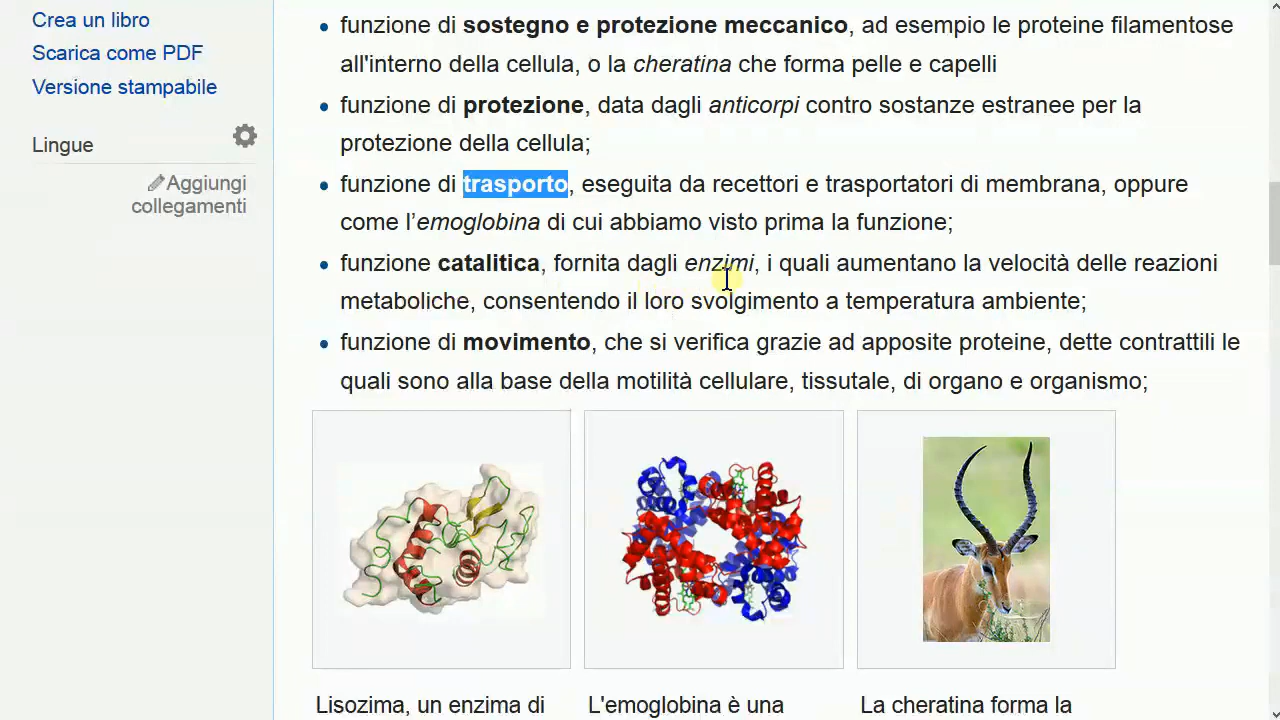 Crea un libro
Scarica come PDF
Versione stampabile
Lingue
Aggiungi
collegamenti
funzione di sostegno e protezione meccanico, ad esempio le proteine filamentose
all'interno della cellula, o la cheratina che forma pelle e capelli
funzione di protezione, data dagli anticorpi contro sostanze estranee per la
protezione della cellula;
funzione di trasporto, eseguita da recettori e trasportatori di membrana, oppure
come l’emoglobina di cui abbiamo visto prima la funzione;
funzione catalitica, fornita dagli enzimi, i quali aumentano la velocità delle reazioni
metaboliche, consentendo il loro svolgimento a temperatura ambiente;
funzione di movimento, che si verifica grazie ad apposite proteine, dette contrattili le
quali sono alla base della motilità cellulare, tissutale, di organo e organismo;
Lisozima, un enzima di
L'emoglobina è una
La cheratina forma la